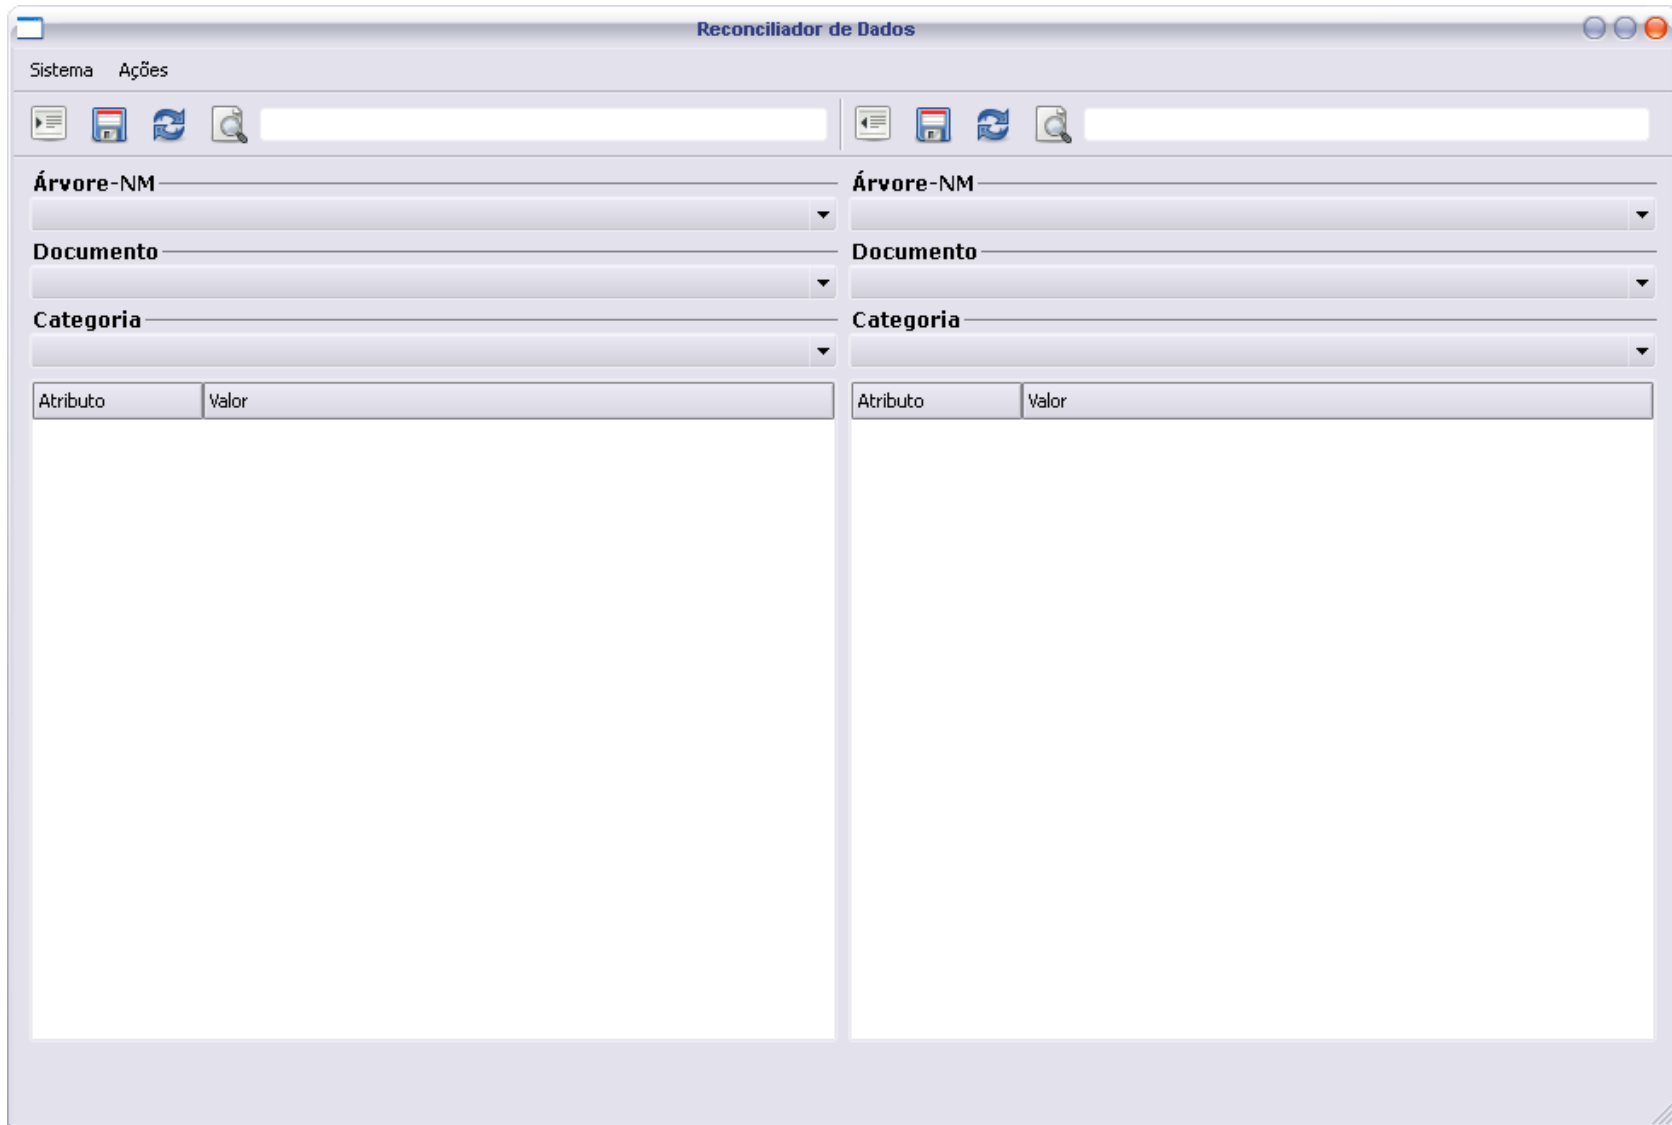 Reconciliador de Dados
Sistema Ações
Árvore-NM Árvore-NM
Documento Documento
Categoria Categoria
Atributo Valor Atributo Valor